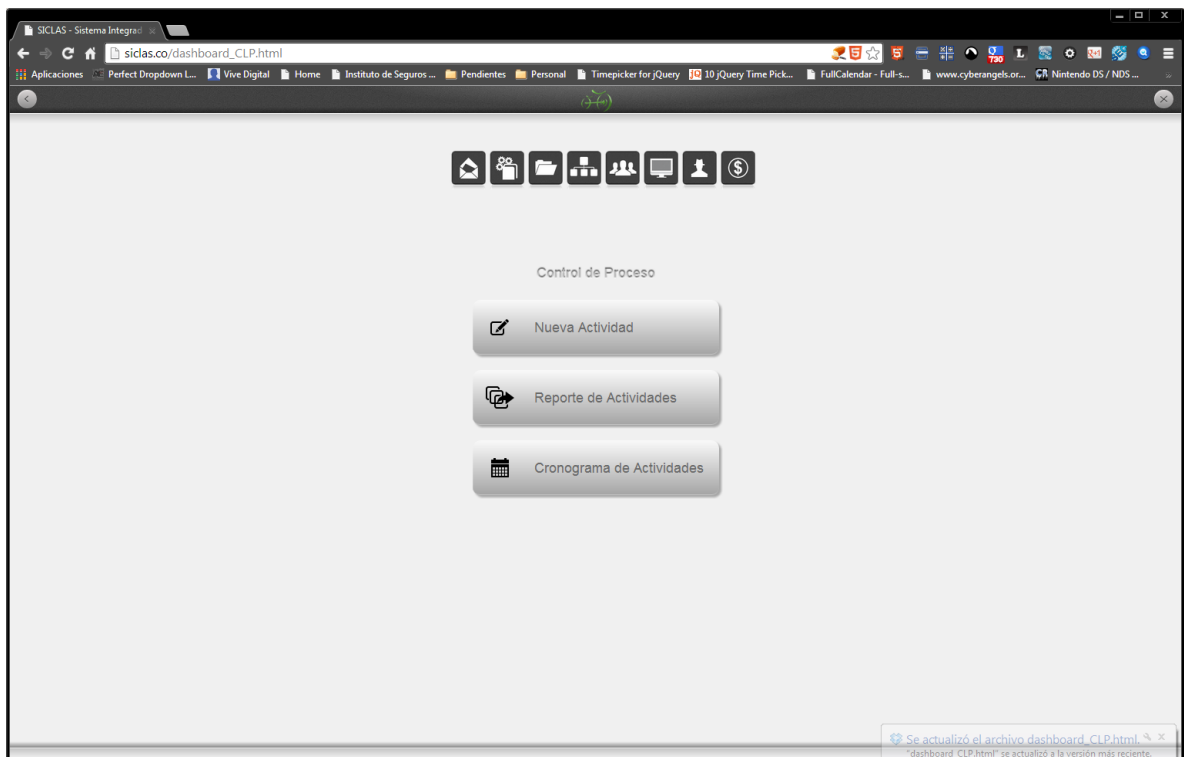 SICLAS - Sistema Integrad
siclas.co/dashboard_CLP.html
730
Aplicaciones Perfect Dropdown L... Vive Digital Home Instituto de Seguros ... Pendientes Personal Timepicker for jQuery 10 jQuery Time Pick... FullCalendar - Full-s... www.cyberangels.or... Nintendo DS / NDS ...
Control de Proceso
Nueva Actividad
Reporte de Actividades
Cronograma de Actividades
Se actualizó el archivo dashboard_CLP.html.
"dashboard_CLP.html" se actualizó a la versión más reciente.